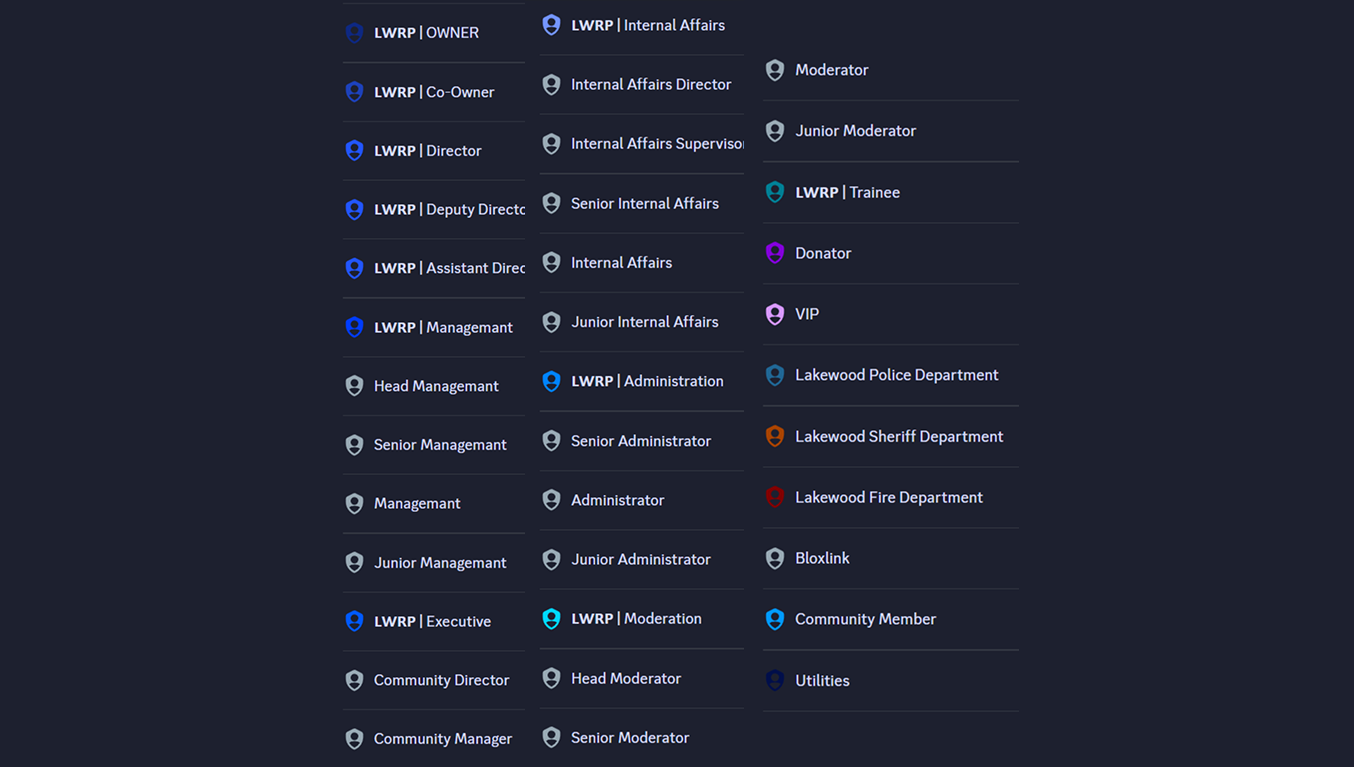 LWRP | OWNER
LWRP | Co-Owner
LWRP | Director
LWRP | Deputy Directo
LWRP | Assistant Direc
LWRP | Managemant
Head Managemant
Senior Managemant
Managemant
Junior Managemant
LWRP | Executive
Community Director
Community Manager
LWRP | Internal Affairs
Internal Affairs Director
Internal Affairs Supervisor
Senior Internal Affairs
Internal Affairs
Junior Internal Affairs
LWRP | Administration
Senior Administrator
Administrator
Junior Administrator
LWRP | Moderation
Head Moderator
Senior Moderator
Moderator
Junior Moderator
LWRP | Trainee
Donator
VIP
Lakewood Police Department
Lakewood Sheriff Department
Lakewood Fire Department
Bloxlink
Community Member
Utilities